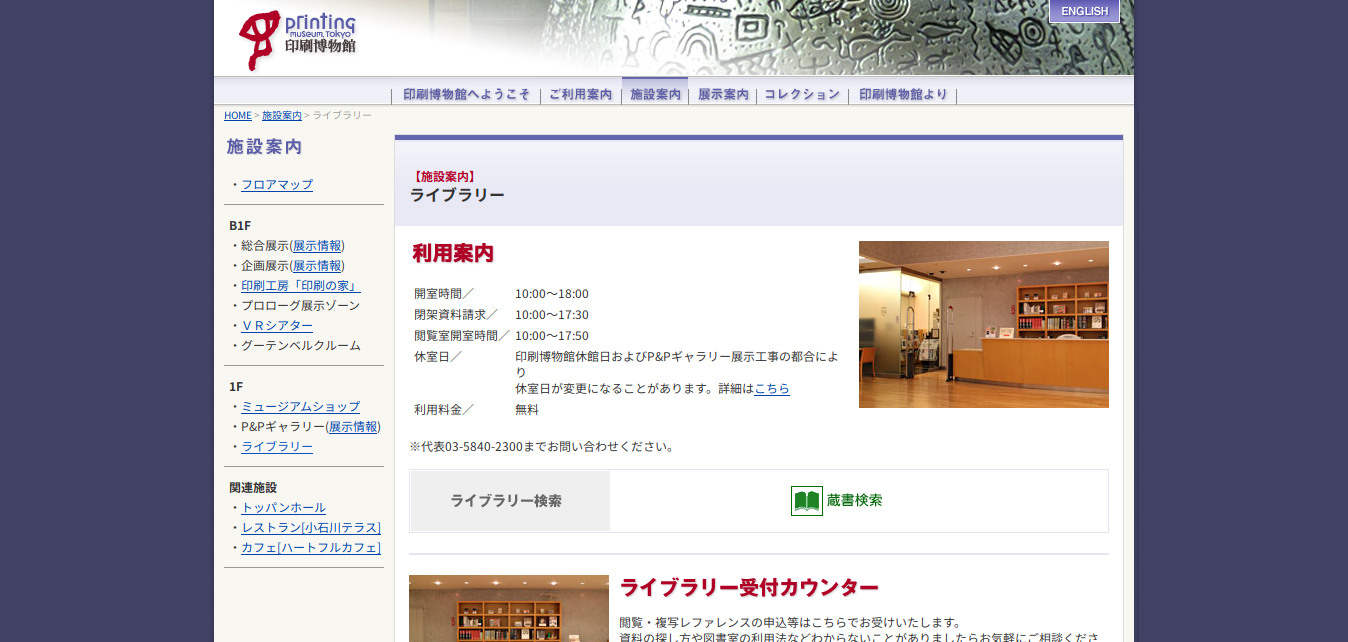 printing
museum, Tokyo
印刷博物館
ENGLISH
印刷博物館へようこそ
ご利用案内
施設案内
展示案内
コレクション
印刷博物館より
HOME > 施設案内 > ライブラリー
施設案内
・フロアマップ
B1F
・総合展示(展示情報)
・企画展示(展示情報)
・印刷工房「印刷の家」
・プロローグ展示ゾーン
・ＶＲシアター
・グーテンベルクルーム
1F
・ミュージアムショップ
・P&Pギャラリー(展示情報)
・ライブラリー
関連施設
・トッパンホール
・レストラン[小石川テラス]
・カフェ[ハートフルカフェ]
【施設案内】
ライブラリー
利用案内
開室時間／ 10:00〜18:00
閉架資料請求／ 10:00〜17:30
閲覧室開室時間／ 10:00〜17:50
休室日／ 印刷博物館休館日およびP&Pギャラリー展示工事の都合によ
り
休室日が変更になることがあります。詳細はこちら
利用料金／ 無料
※代表03-5840-2300までお問い合わせください。
ライブラリー検索
蔵書検索
ライブラリー受付カウンター
閲覧・複写レファレンスの申込等はこちらでお受けいたします。
資料の探し方や図書室の利用法などわからないことがありましたらお気軽にご相談くださ